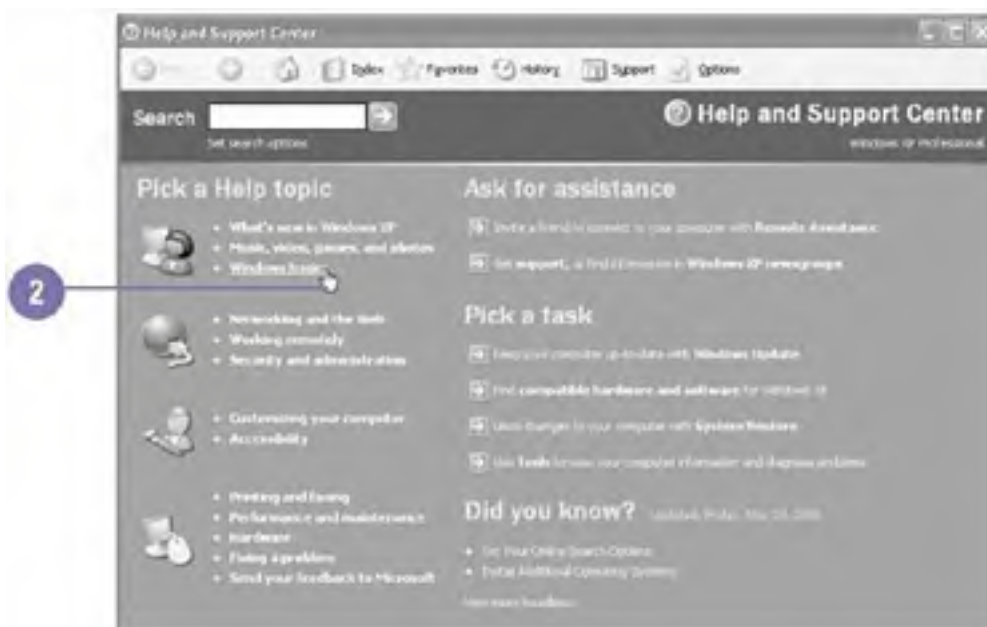 Help and Support Center
Index Favorites History Support Options
Search
Set search options
Help and Support Center
Windows XP Professional
Pick a Help topic
What's new in Windows XP
Music, video, games, and photos
Windows basics
Networking and the Web
Working remotely
Security and administration
Customizing your computer
Accessibility
Printing and faxing
Performance and maintenance
Hardware
Fixing a problem
Send your feedback to Microsoft
Ask for assistance
Invite a friend to connect to your computer with Remote Assistance
Get support, or find information in Windows XP newsgroups
Pick a task
Keep your computer up-to-date with Windows Update
Find compatible hardware and software for Windows XP
Undo changes to your computer with System Restore
Use Tools to view your computer information and diagnose problems
Did you know? Updated: Friday, May
Set Your Online Search Options
Install Additional Operating Systems
View more headlines
2